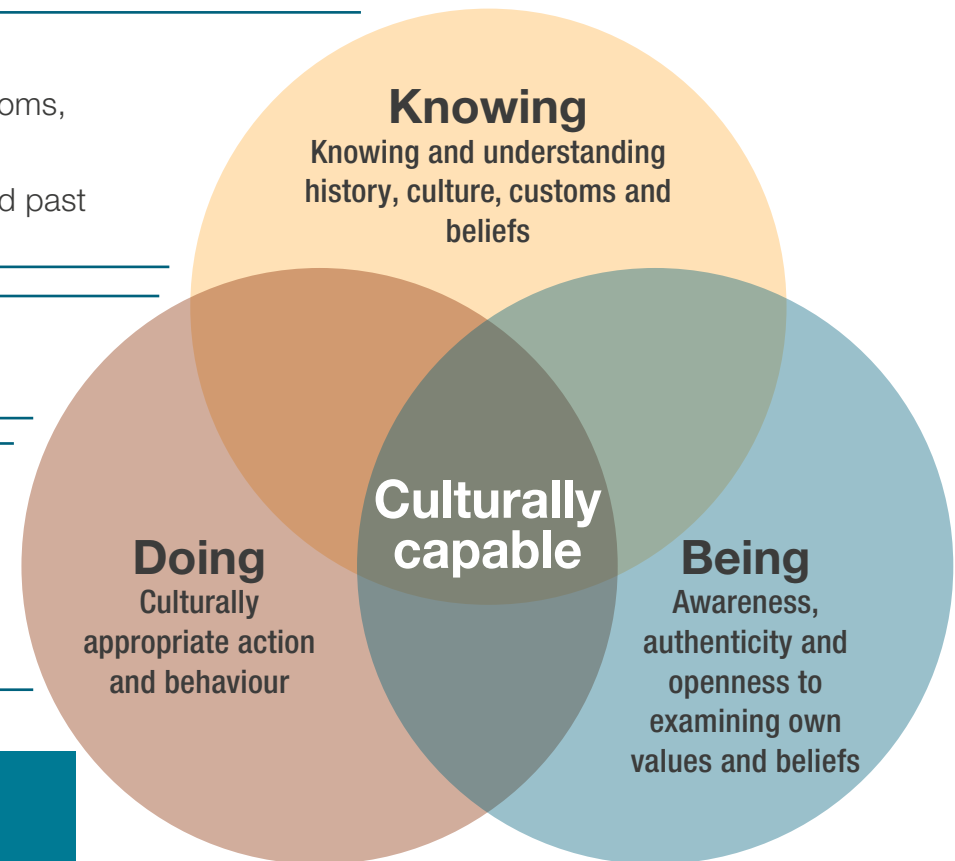 oms,
d past
Knowing
Knowing and understanding
history, culture, customs and
beliefs
Culturally
capable
Doing
Culturally
appropriate action
and behaviour
Being
Awareness,
authenticity and
openness to
examining own
values and beliefs